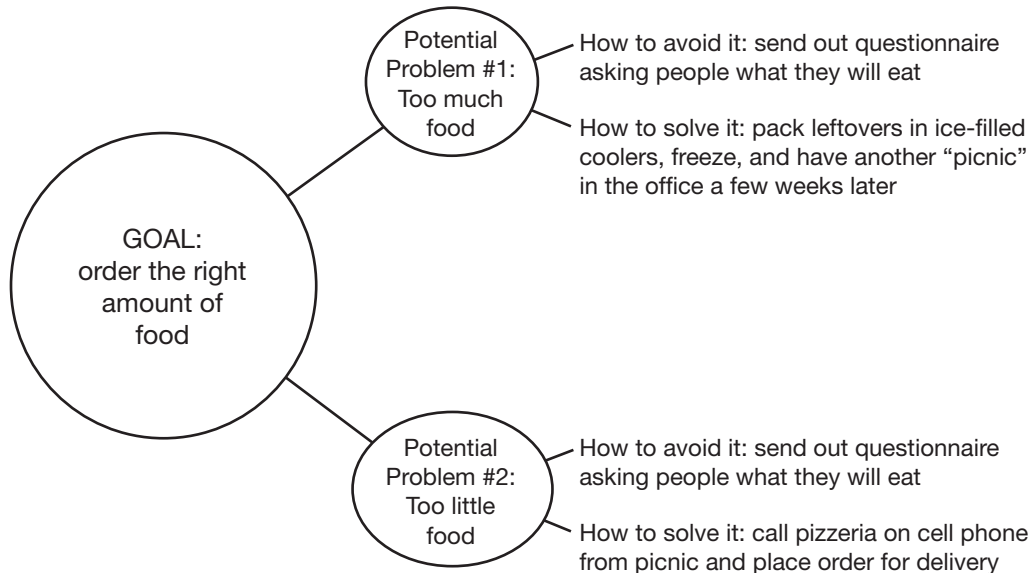 Potential
Problem #1:
Too much
food
How to avoid it: send out questionnaire
asking people what they will eat
How to solve it: pack leftovers in ice-filled
coolers, freeze, and have another “picnic”
in the office a few weeks later
GOAL:
order the right
amount of
food
Potential
Problem #2:
Too little
food
How to avoid it: send out questionnaire
asking people what they will eat
How to solve it: call pizzeria on cell phone
from picnic and place order for delivery